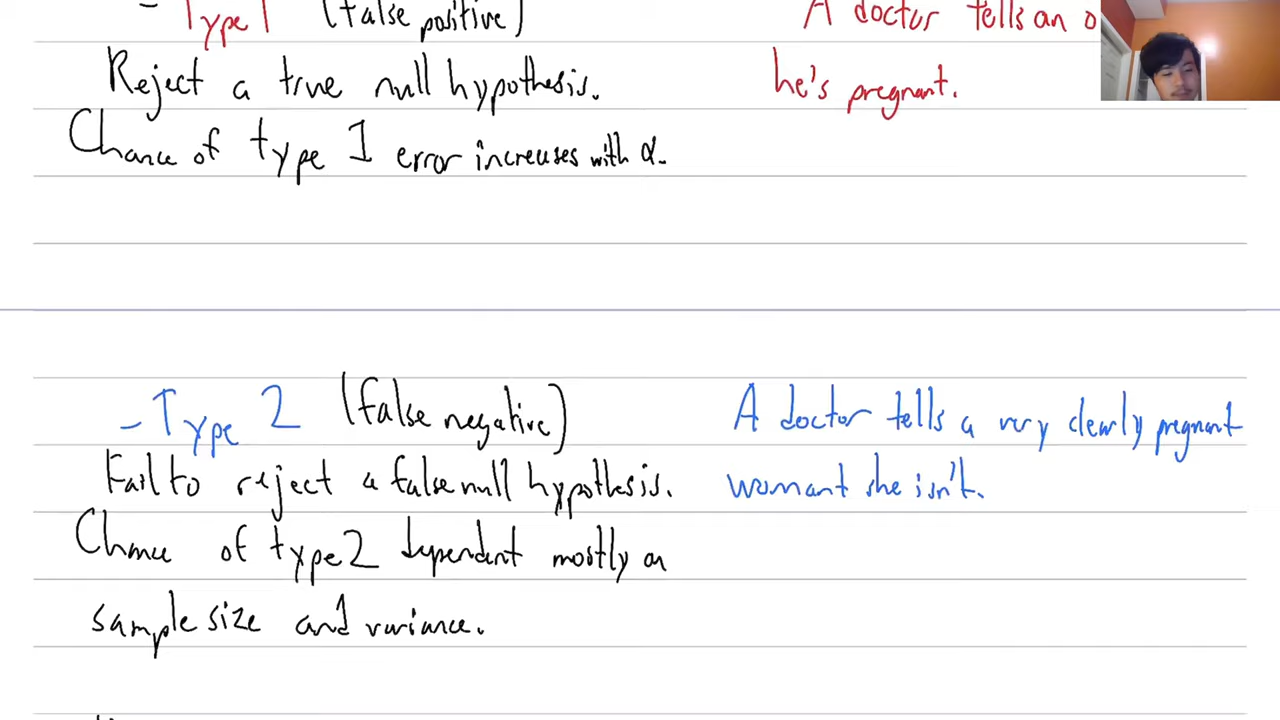 - Type 1 (false positive) A doctor tells an
Reject a true null hypothesis. he's pregnant.
Chance of type 1 error increases with α.
- Type 2 (false negative) A doctor tells a very clearly pregnant
Fail to reject a false null hypothesis. womant she isn't.
Chance of type 2 dependent mostly on
sample size and variance.